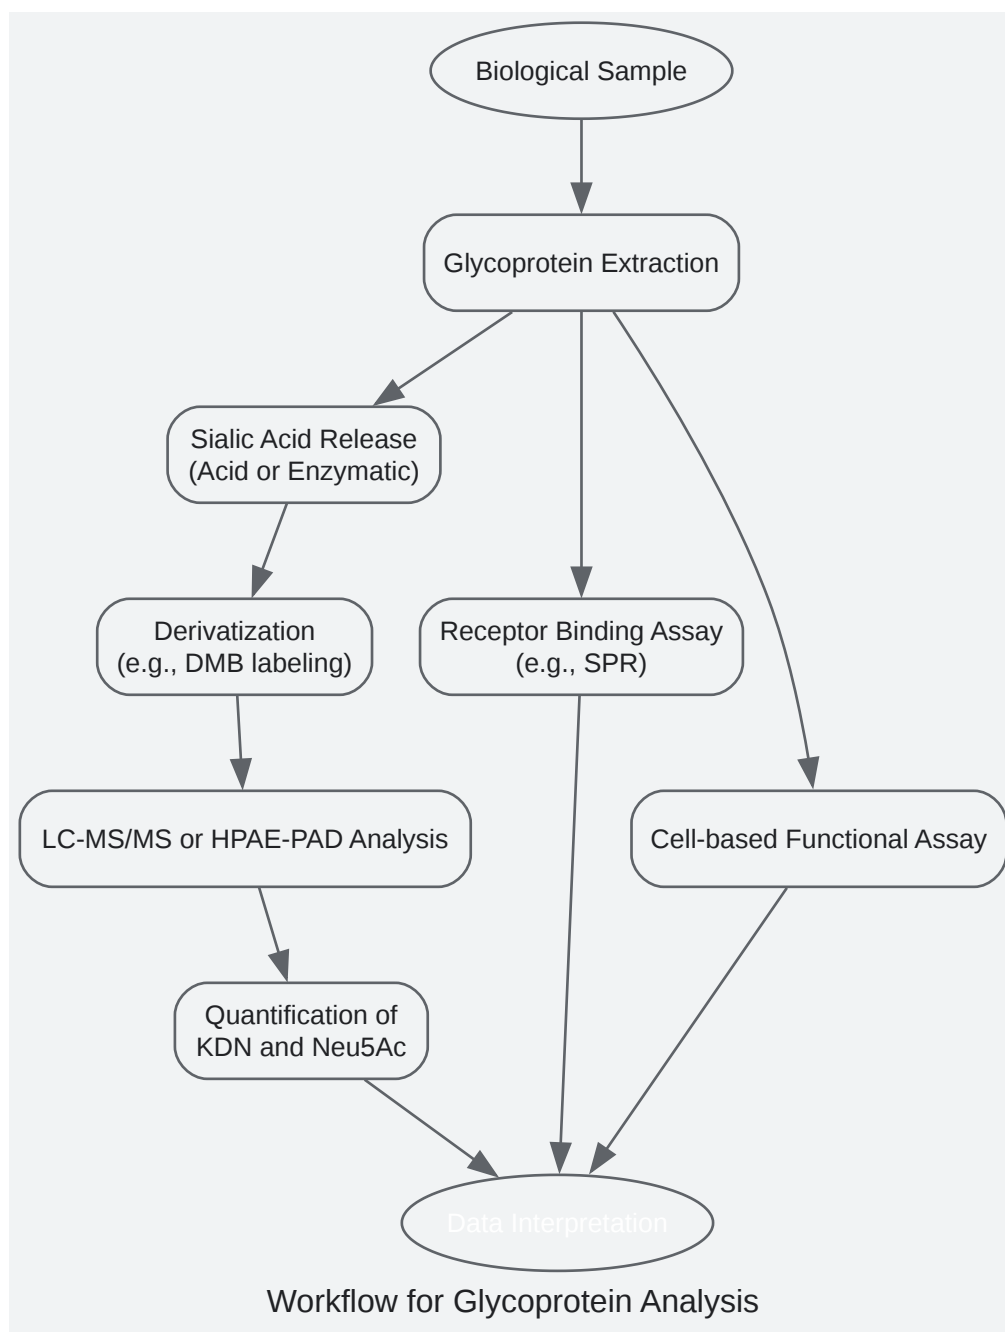 Biological Sample
Glycoprotein Extraction
Sialic Acid Release
(Acid or Enzymatic)
Derivatization
(e.g., DMB labeling)
Receptor Binding Assay
(e.g., SPR)
LC-MS/MS or HPAE-PAD Analysis
Cell-based Functional Assay
Quantification of
KDN and Neu5Ac
Data Interpretation
Workflow for Glycoprotein Analysis